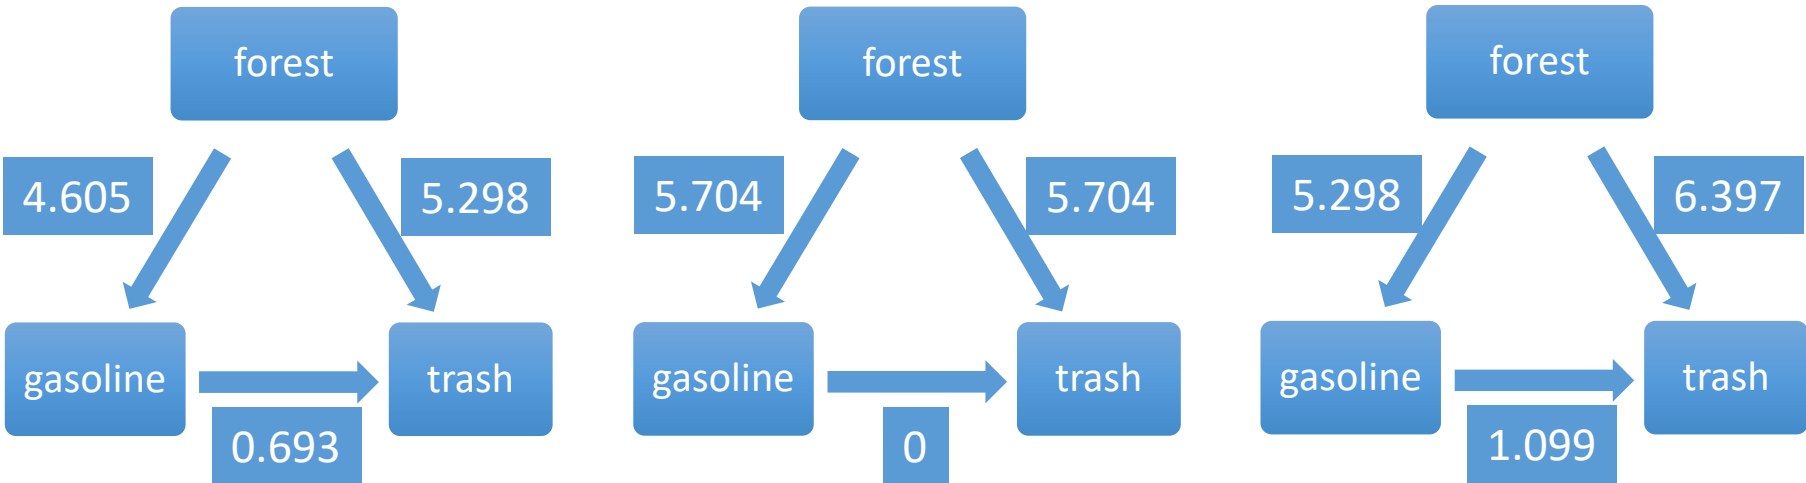 forest
4.605
5.298
gasoline
trash
0.693
forest
5.704
5.704
gasoline
trash
0
forest
5.298
6.397
gasoline
trash
1.099